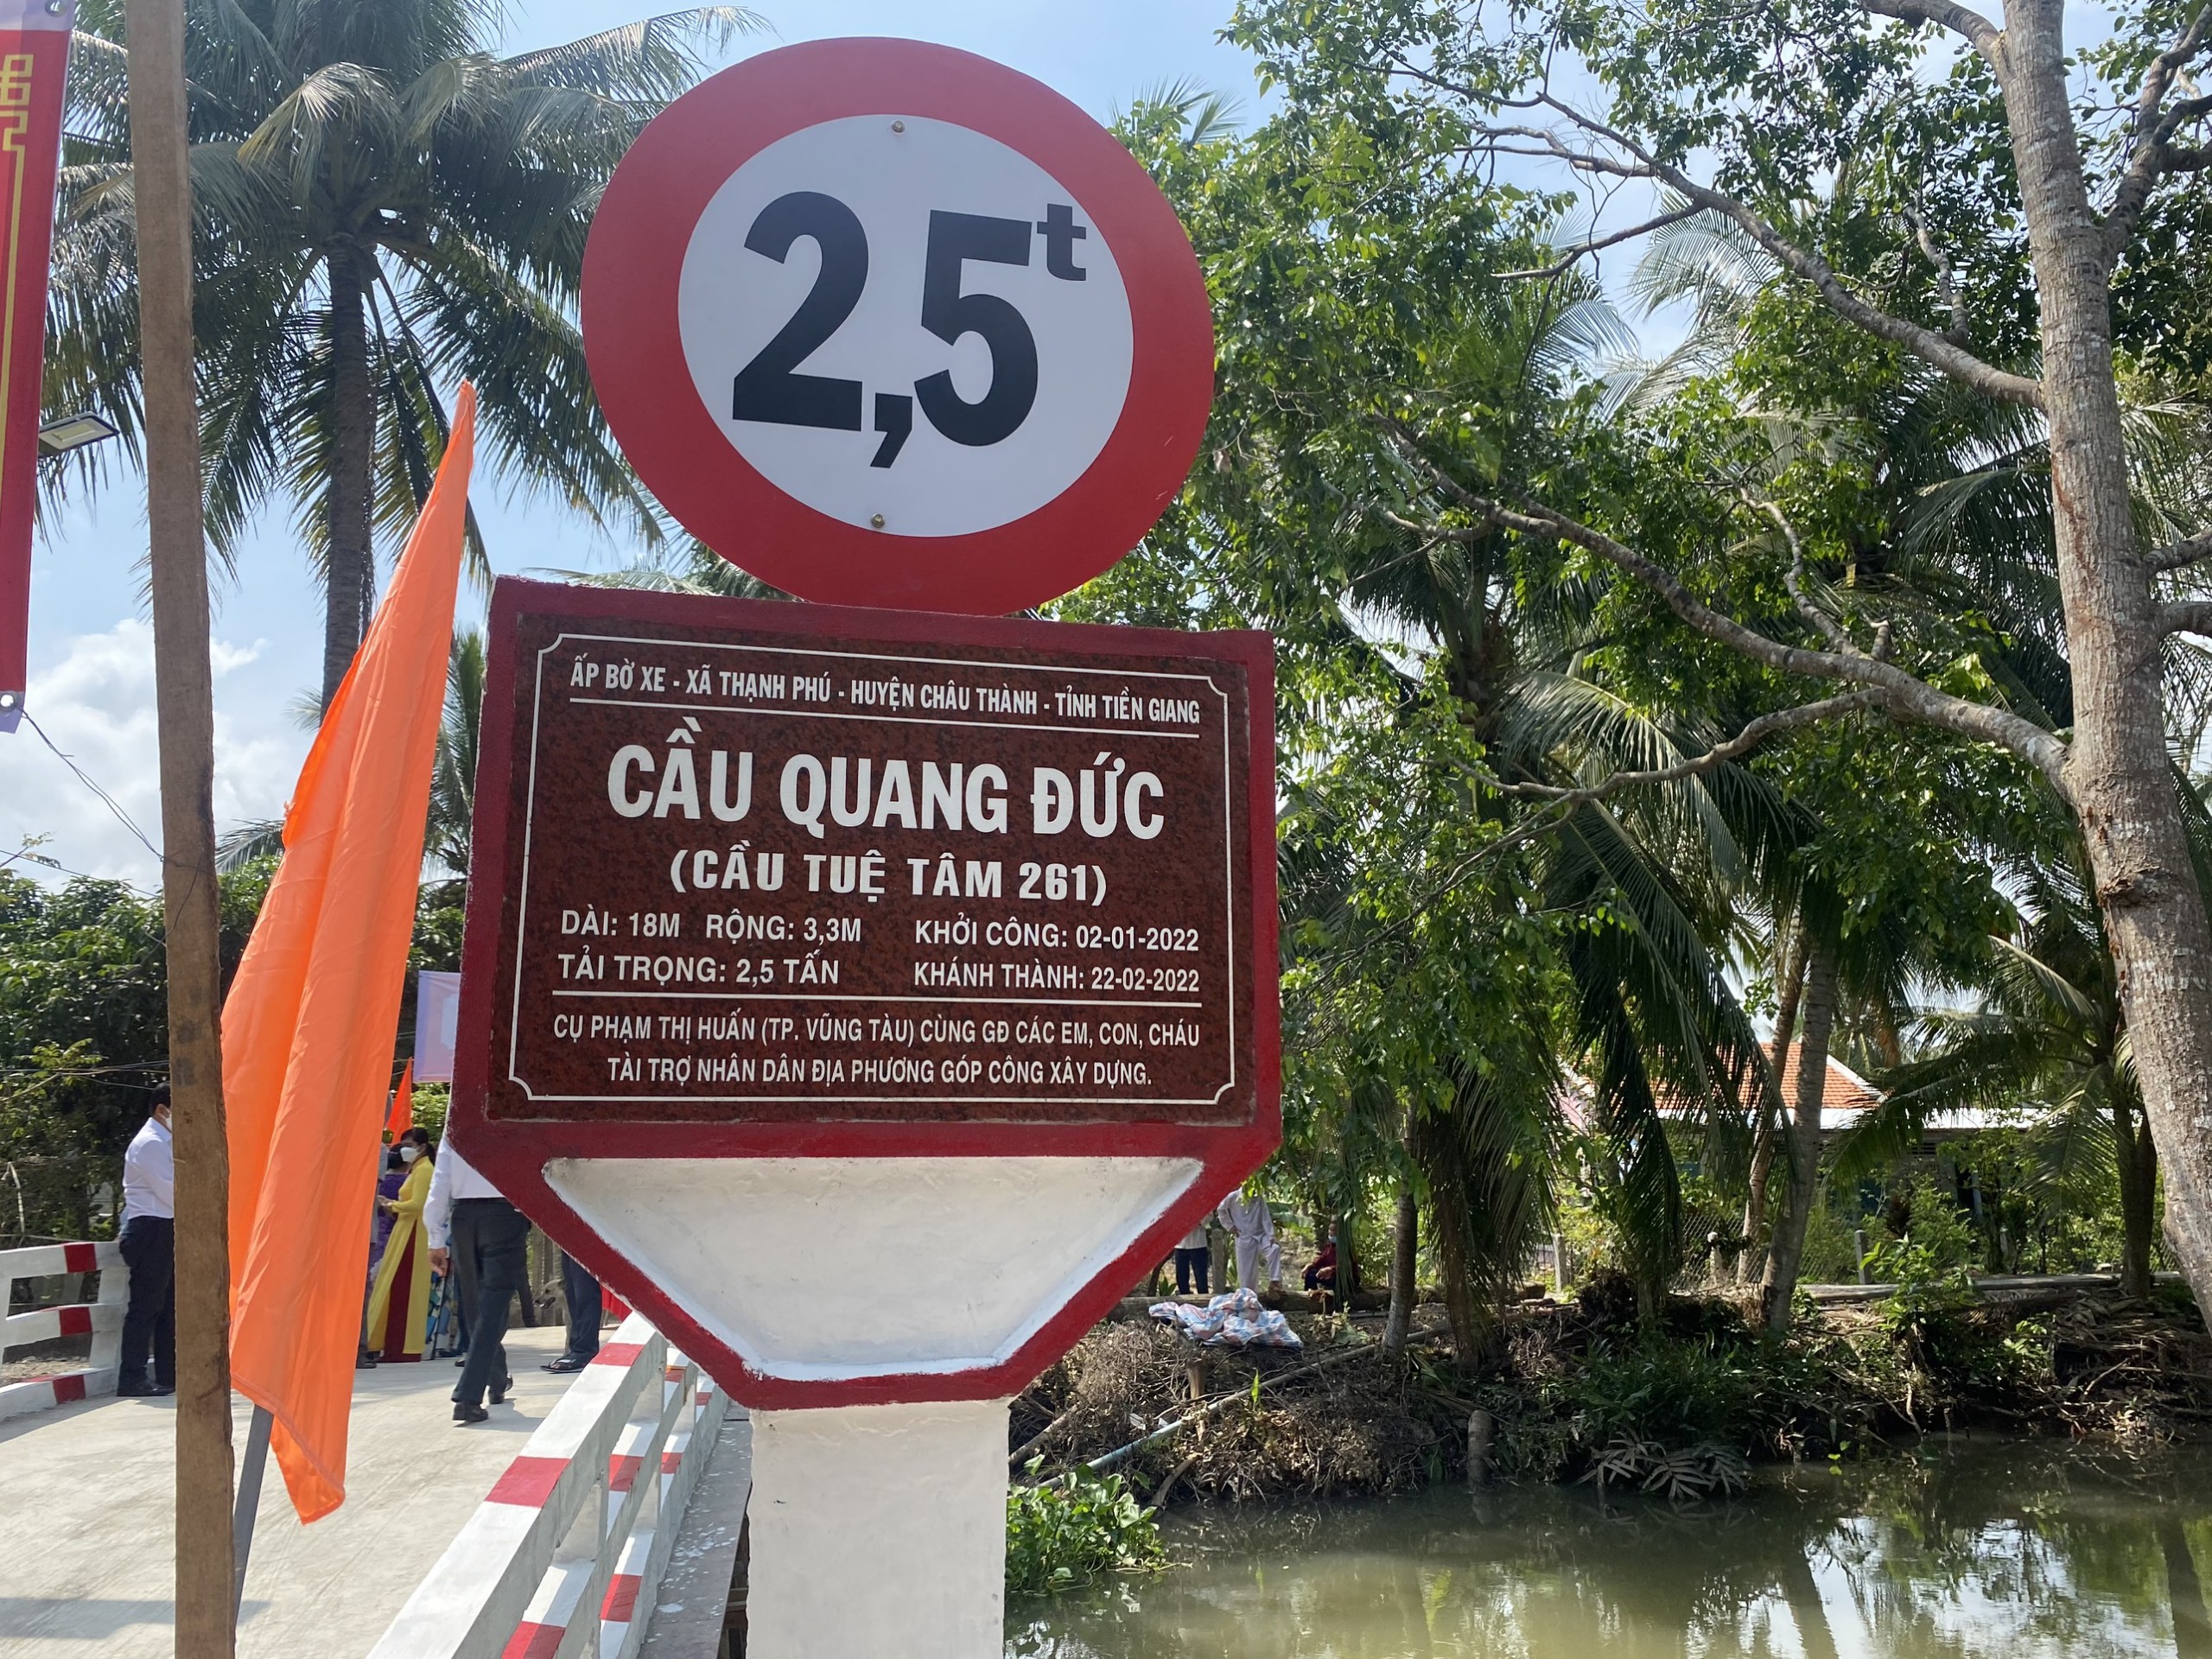 2,5t
ẤP BỜ XE - XÃ THẠNH PHÚ - HUYỆN CHÂU THÀNH - TỈNH TIỀN GIANG
CẦU QUANG ĐỨC
(CẦU TUỆ TÂM 261)
DÀI: 18M RỘNG: 3,3M KHỞI CÔNG: 02-01-2022
TẢI TRỌNG: 2,5 TẤN KHÁNH THÀNH: 22-02-2022
CỤ PHẠM THỊ HUẤN (TP. VŨNG TÀU) CÙNG GĐ CÁC EM, CON, CHÁU
TÀI TRỢ NHÂN DÂN ĐỊA PHƯƠNG GÓP CÔNG XÂY DỰNG.